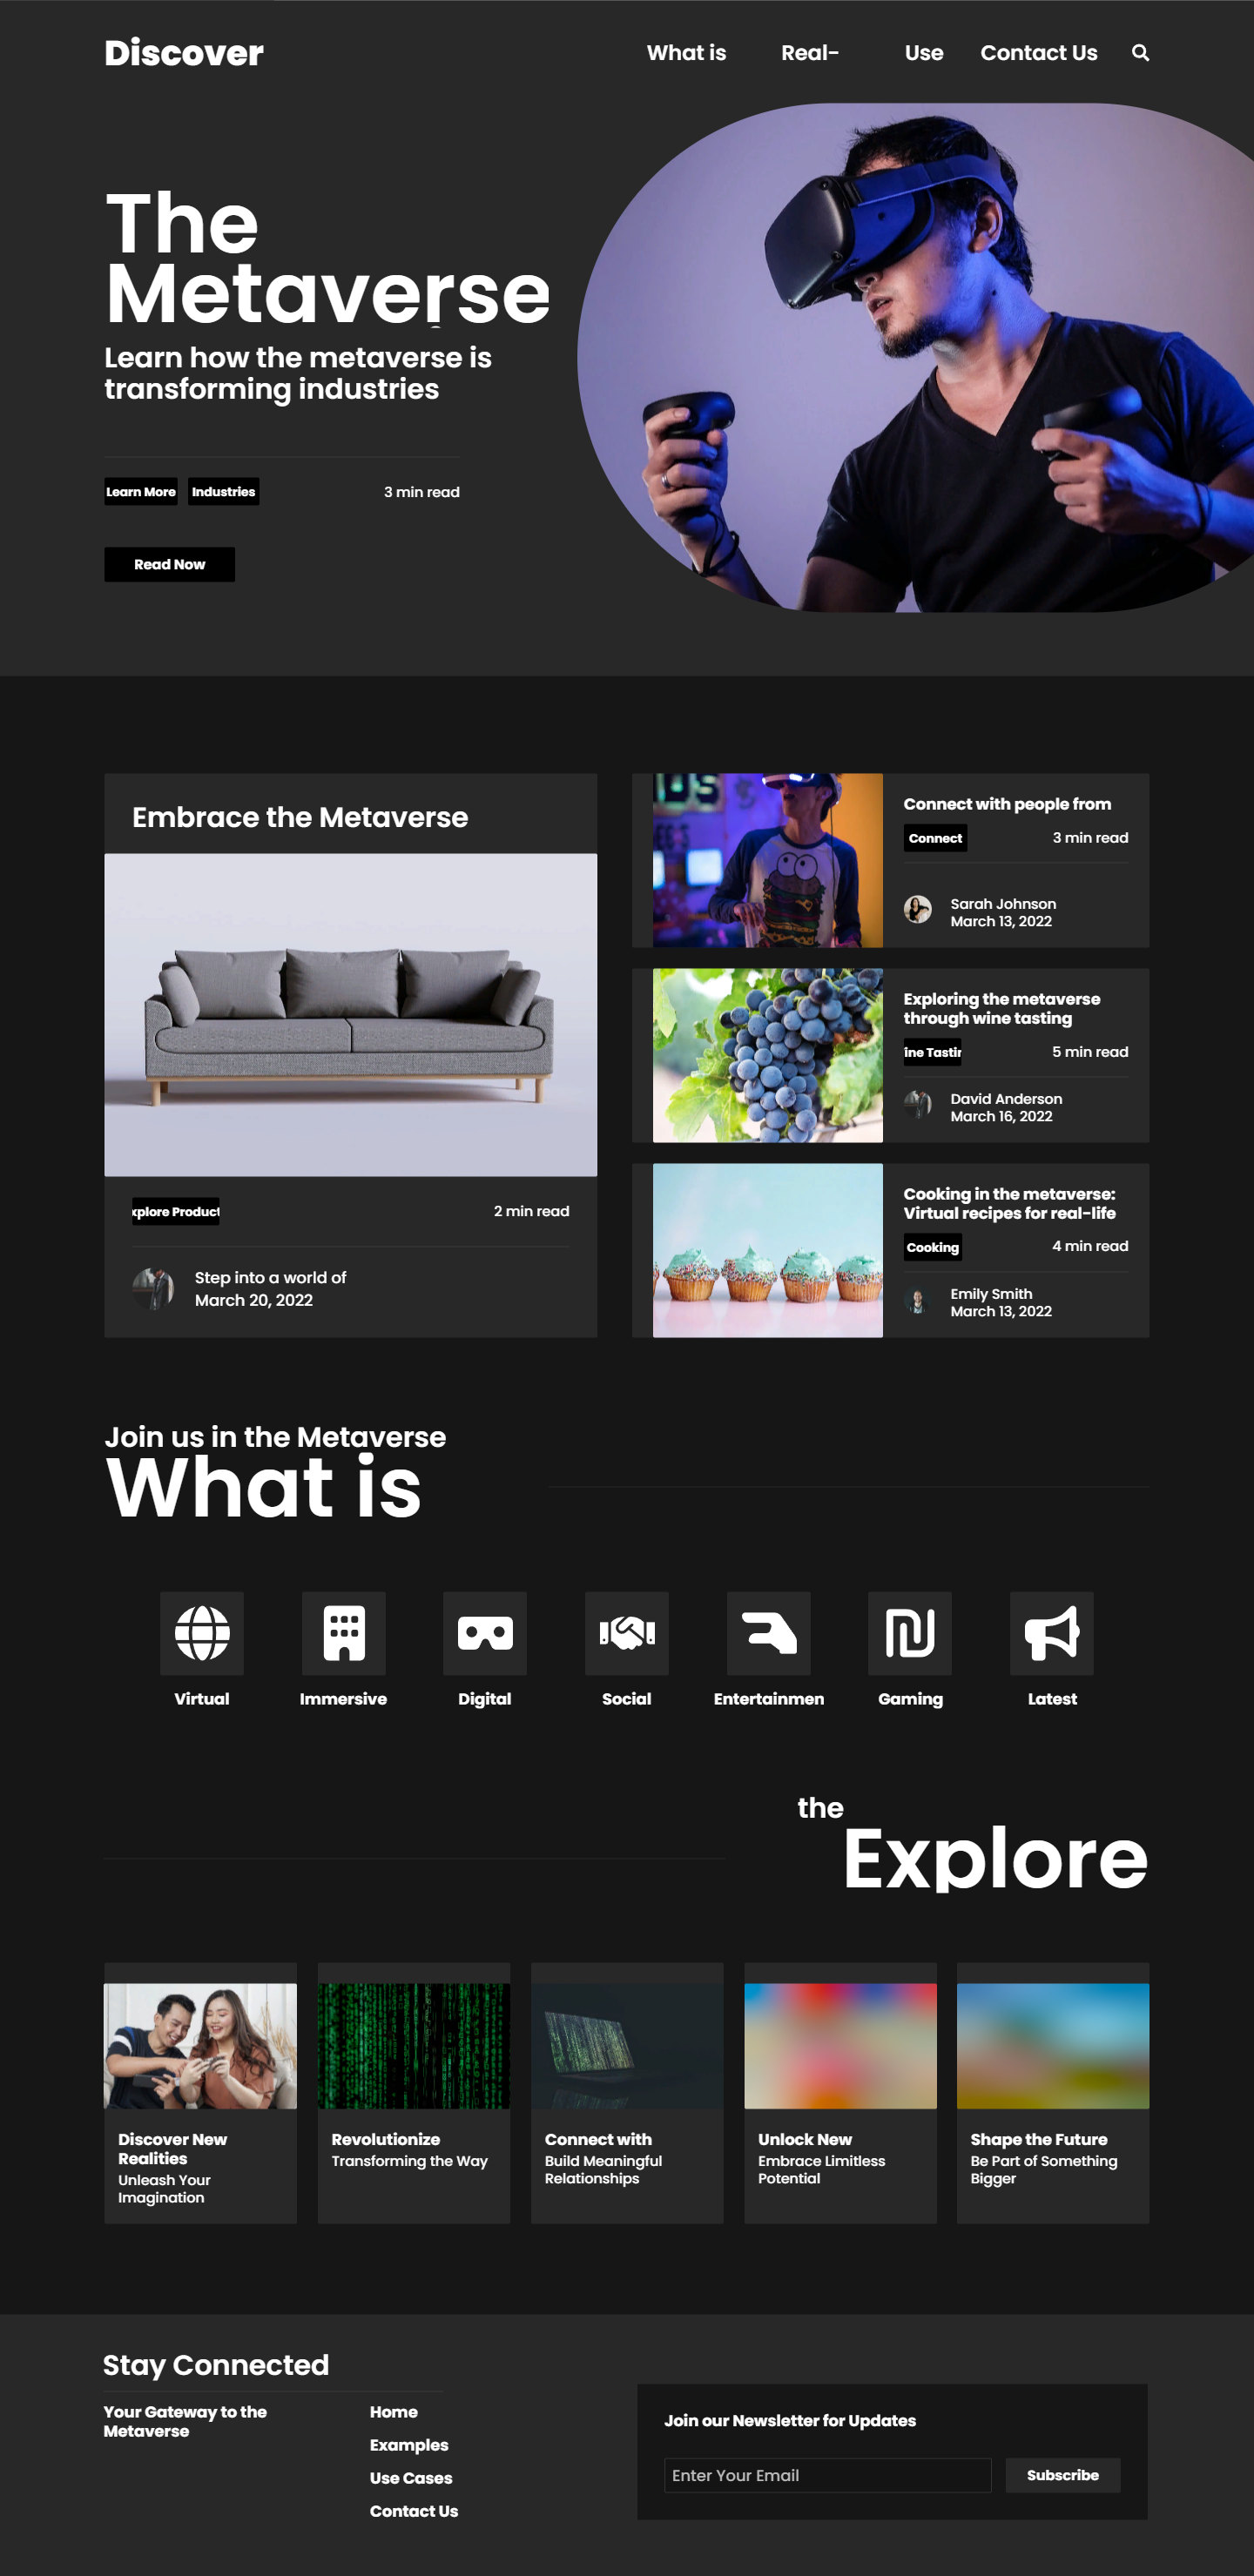 Discover
What is
Real-
Use
Contact Us
The
Metaverse
Learn how the metaverse is
transforming industries
Learn More
Industries
3 min read
Read Now
Embrace the Metaverse
xplore Product
2 min read
Step into a world of
March 20, 2022
Connect with people from
Connect
3 min read
Sarah Johnson
March 13, 2022
Exploring the metaverse
through wine tasting
ine Tastin
5 min read
David Anderson
March 16, 2022
Cooking in the metaverse:
Virtual recipes for real-life
Cooking
4 min read
Emily Smith
March 13, 2022
Join us in the Metaverse
What is
Virtual
Immersive
Digital
Social
Entertainmen
Gaming
Latest
the
Explore
Discover New
Realities
Unleash Your
Imagination
Revolutionize
Transforming the Way
Connect with
Build Meaningful
Relationships
Unlock New
Embrace Limitless
Potential
Shape the Future
Be Part of Something
Bigger
Stay Connected
Your Gateway to the
Metaverse
Home
Examples
Use Cases
Contact Us
Join our Newsletter for Updates
Enter Your Email
Subscribe